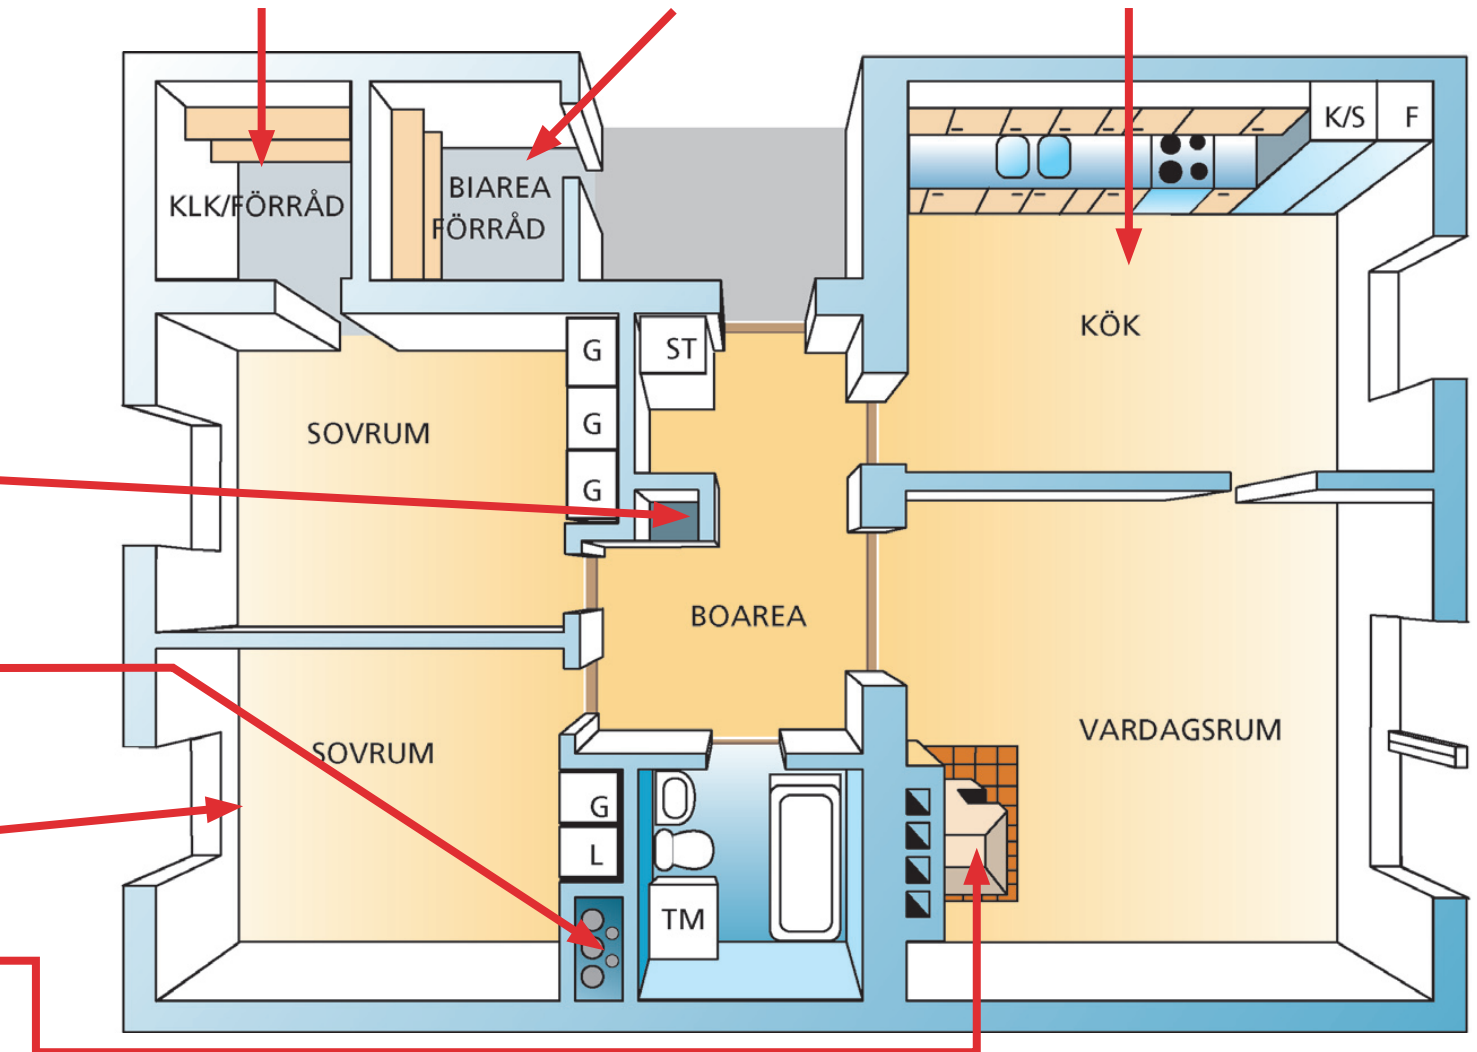 K/S
F
KLK/FÖRRÅD
BIAREA
FÖRRÅD
KÖK
G
ST
SOVRUM
G
G
BOAREA
SOVRUM
VARDAGSRUM
G
L
TM